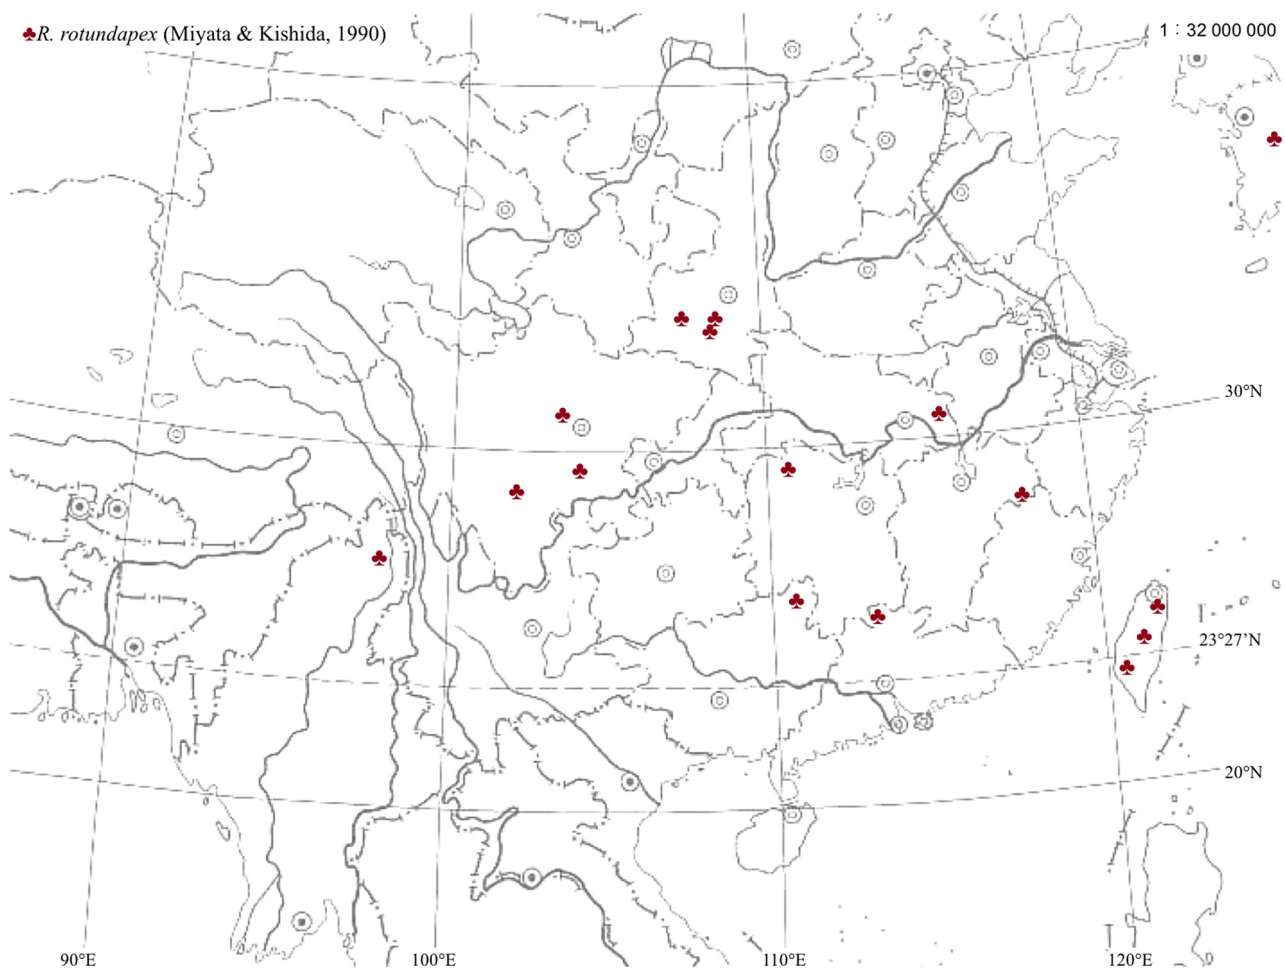 ♣R. rotundapex (Miyata & Kishida, 1990)
1：32 000 000
30°N
23°27'N
20°N
90°E
100°E
110°E
120°E